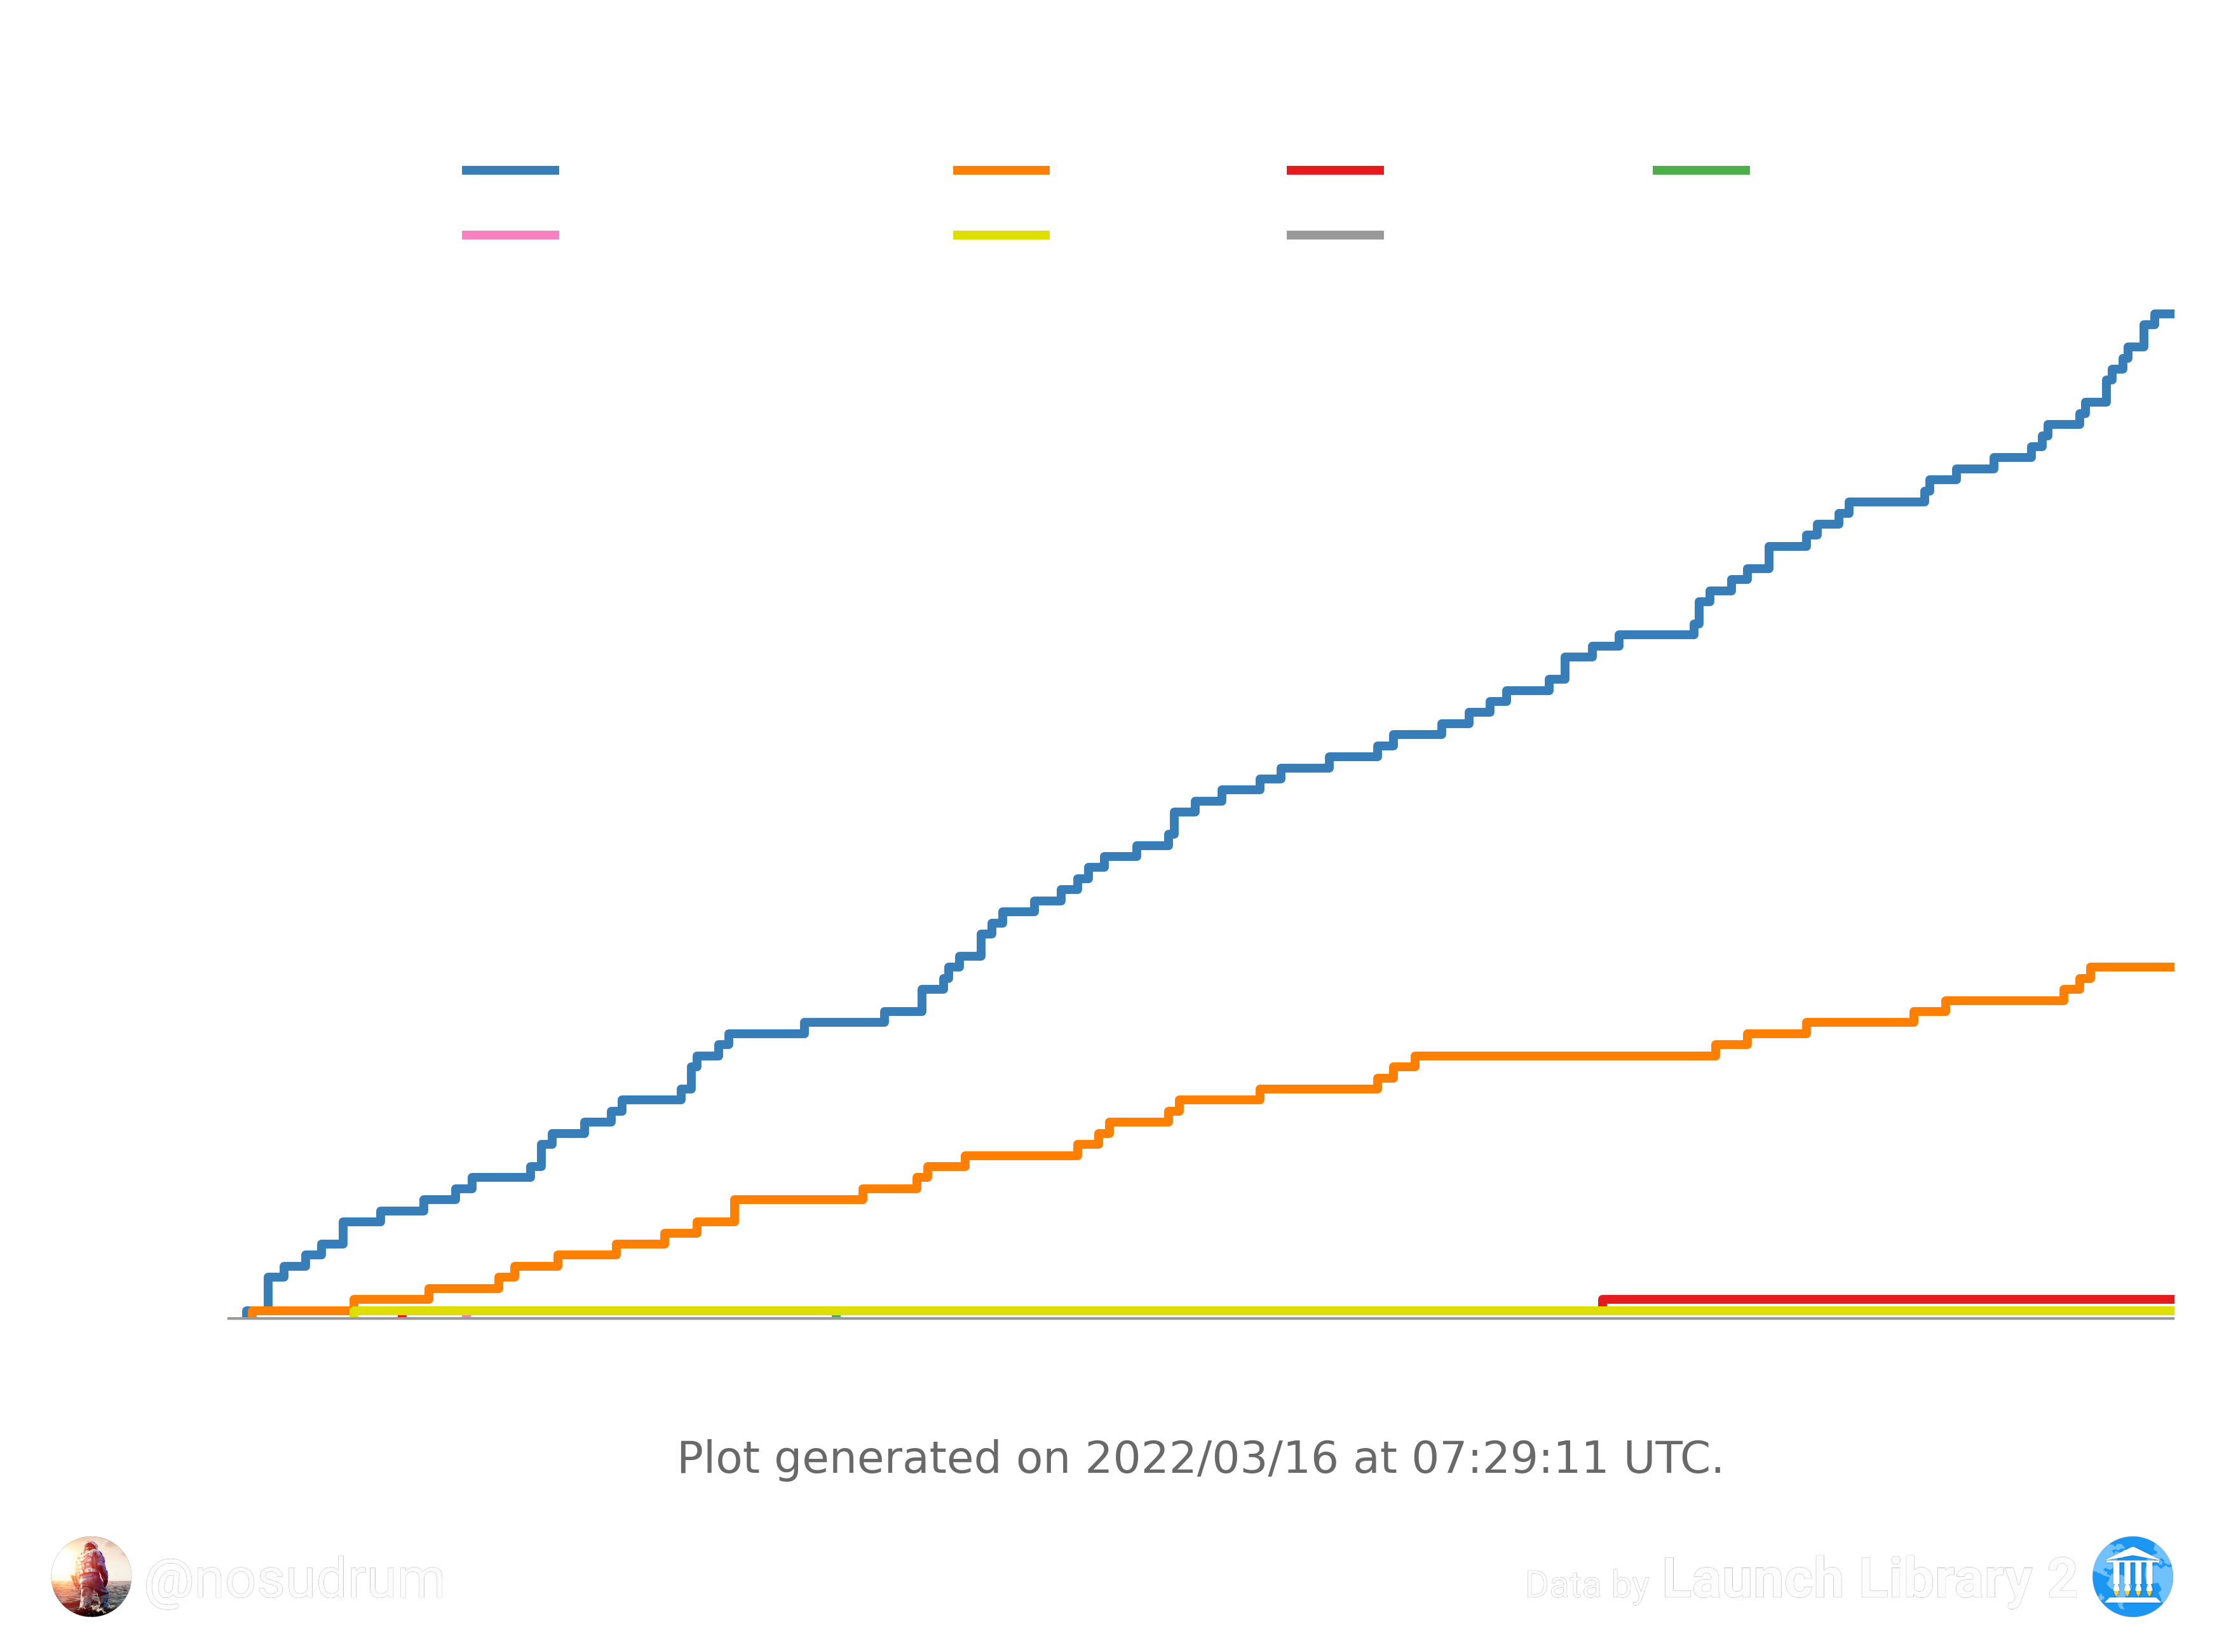 Plot generated on 2022/03/16 at 07:29:11 UTC.
@nosudrum
Data by Launch Library 2